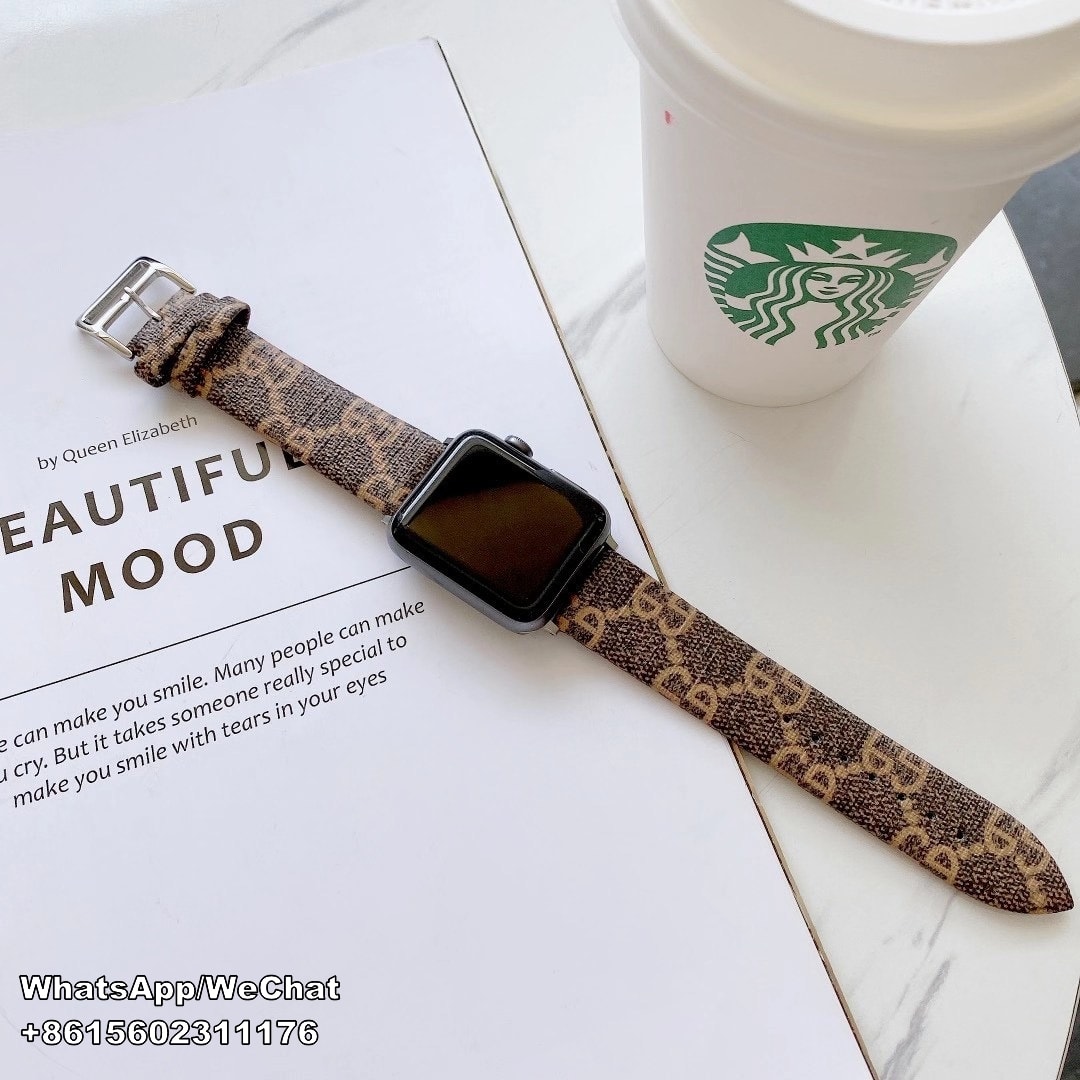 by Queen Elizabeth
EAUTIFUL
MOOD
e can make you smile. Many people can make
u cry. But it takes someone really special to
make you smile with tears in your eyes
WhatsApp/WeChat
+8615602311176